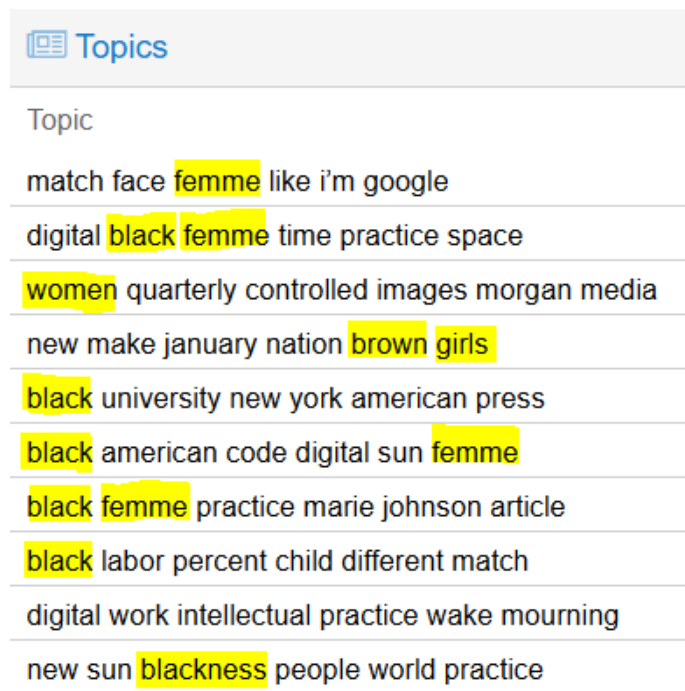 Topics
Topic
match face femme like i’m google
digital black femme time practice space
women quarterly controlled images morgan media
new make january nation brown girls
black university new york american press
black american code digital sun femme
black femme practice marie johnson article
black labor percent child different match
digital work intellectual practice wake mourning
new sun blackness people world practice